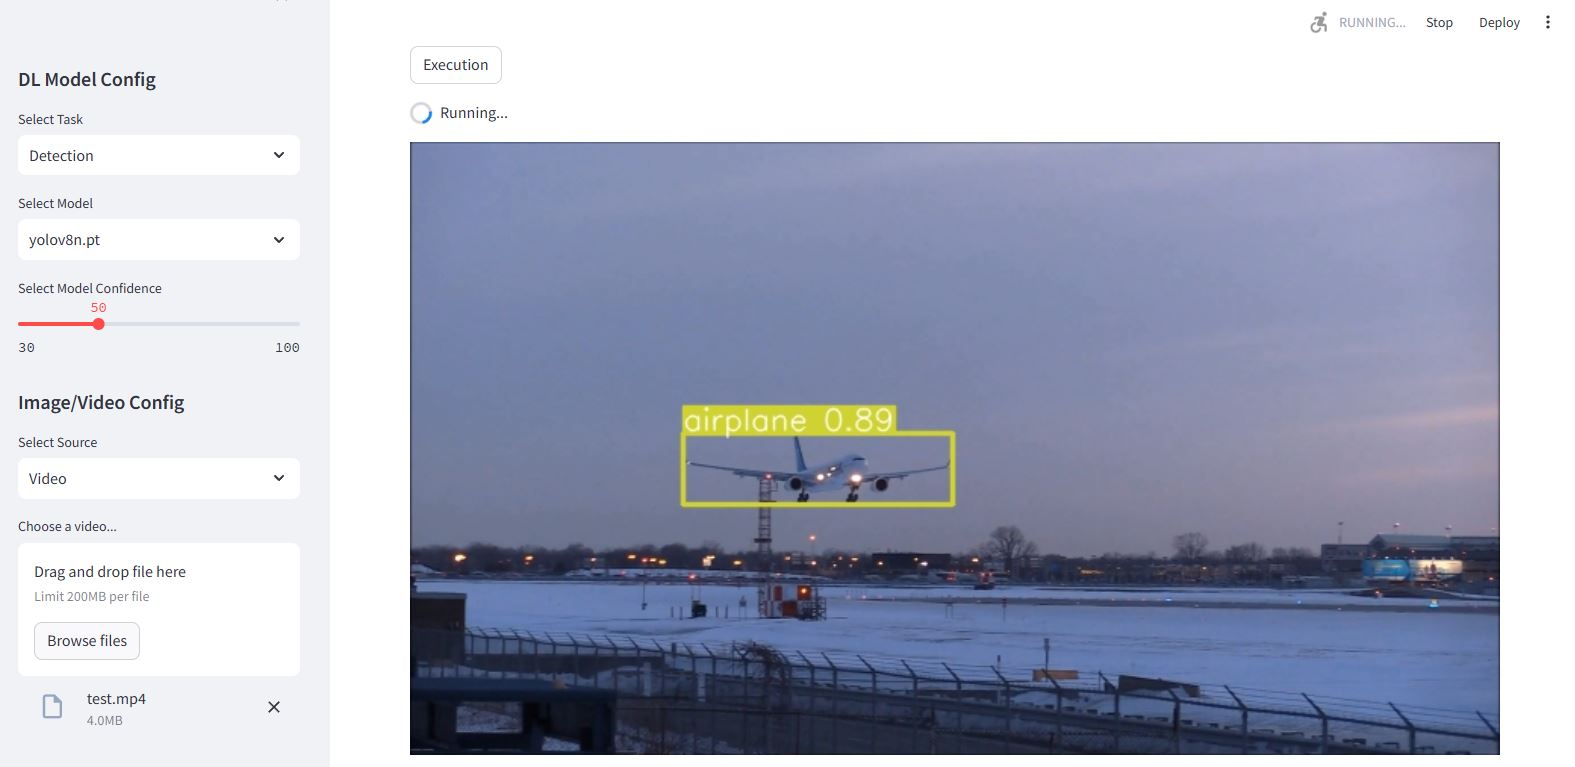 RUNNING...
Stop
Deploy
DL Model Config
Select Task
Detection
Select Model
yolov8n.pt
Select Model Confidence
50
30
100
Image/Video Config
Select Source
Video
Choose a video...
Drag and drop file here
Limit 200MB per file
Browse files
test.mp4
4.0MB
Execution
Running...
airplane 0.89